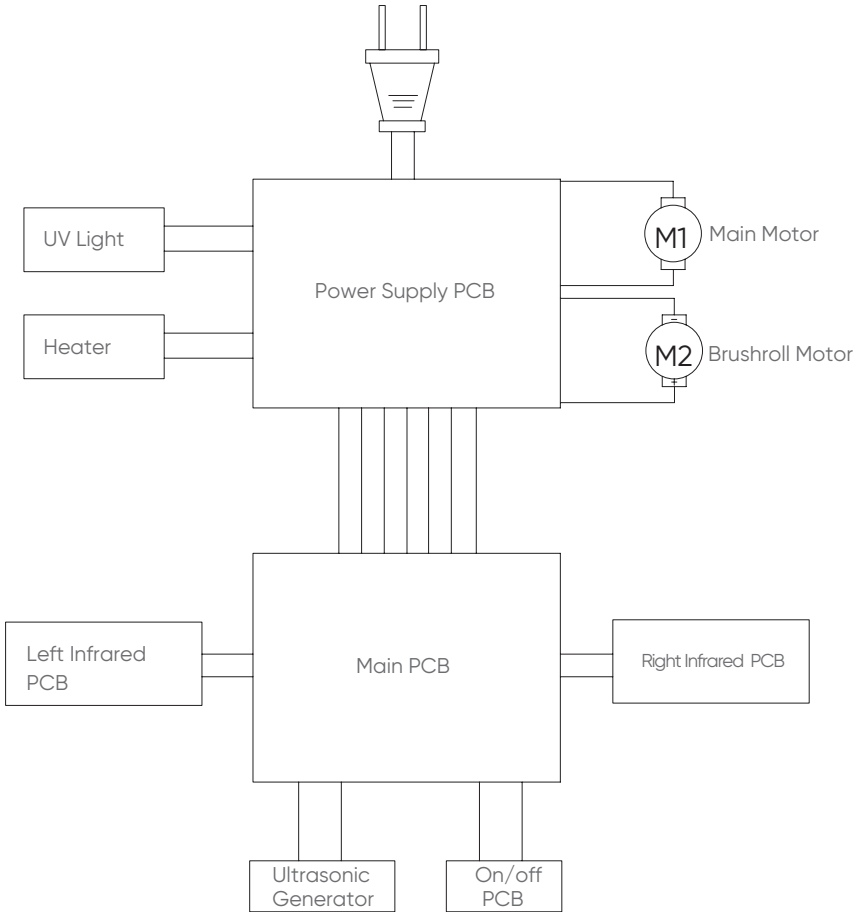 UV Light
Power Supply PCB
M1
Main Motor
Heater
M2
Brushroll Motor
Left Infrared
PCB
Main PCB
Right Infrared PCB
Ultrasonic
Generator
On/off
PCB